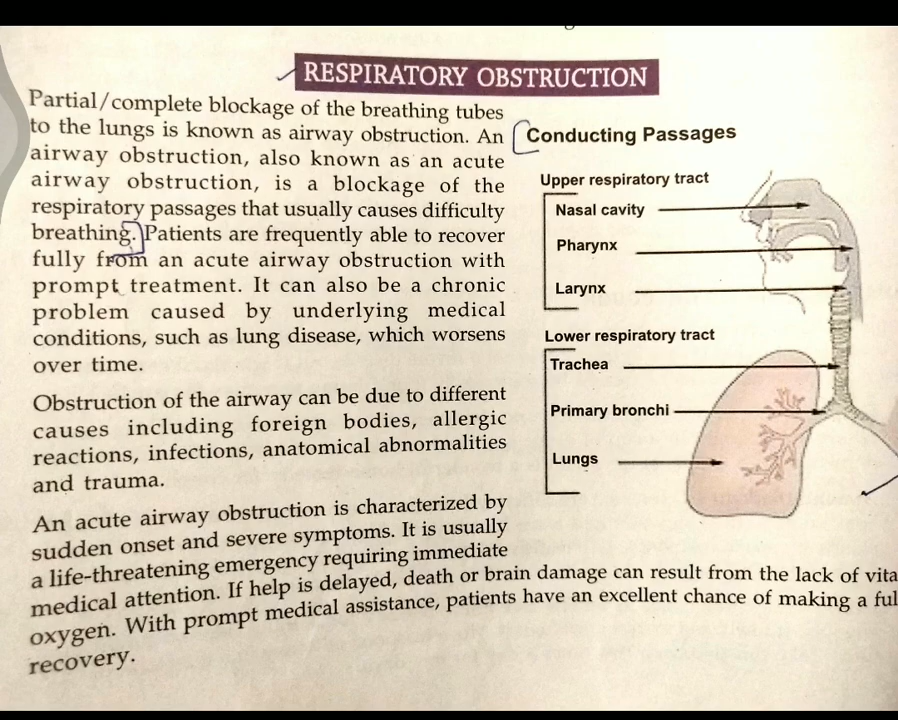 RESPIRATORY OBSTRUCTION
Partial/complete blockage of the breathing tubes
to the lungs is known as airway obstruction. An
airway obstruction, also known as an acute
airway obstruction, is a blockage of the
respiratory passages that usually causes difficulty
breathing. Patients are frequently able to recover
fully from an acute airway obstruction with
prompt treatment. It can also be a chronic
problem caused by underlying medical
conditions, such as lung disease, which worsens
over time.
Obstruction of the airway can be due to different
causes including foreign bodies, allergic
reactions, infections, anatomical abnormalities
and trauma.
An acute airway obstruction is characterized by
sudden onset and severe symptoms. It is usually
a life-threatening emergency requiring immediate
medical attention. If help is delayed, death or brain damage can result from the lack of vita
oxygen. With prompt medical assistance, patients have an excellent chance of making a ful
recovery.
Conducting Passages
Upper respiratory tract
Nasal cavity
Pharynx
Larynx
Lower respiratory tract
Trachea
Primary bronchi
Lungs